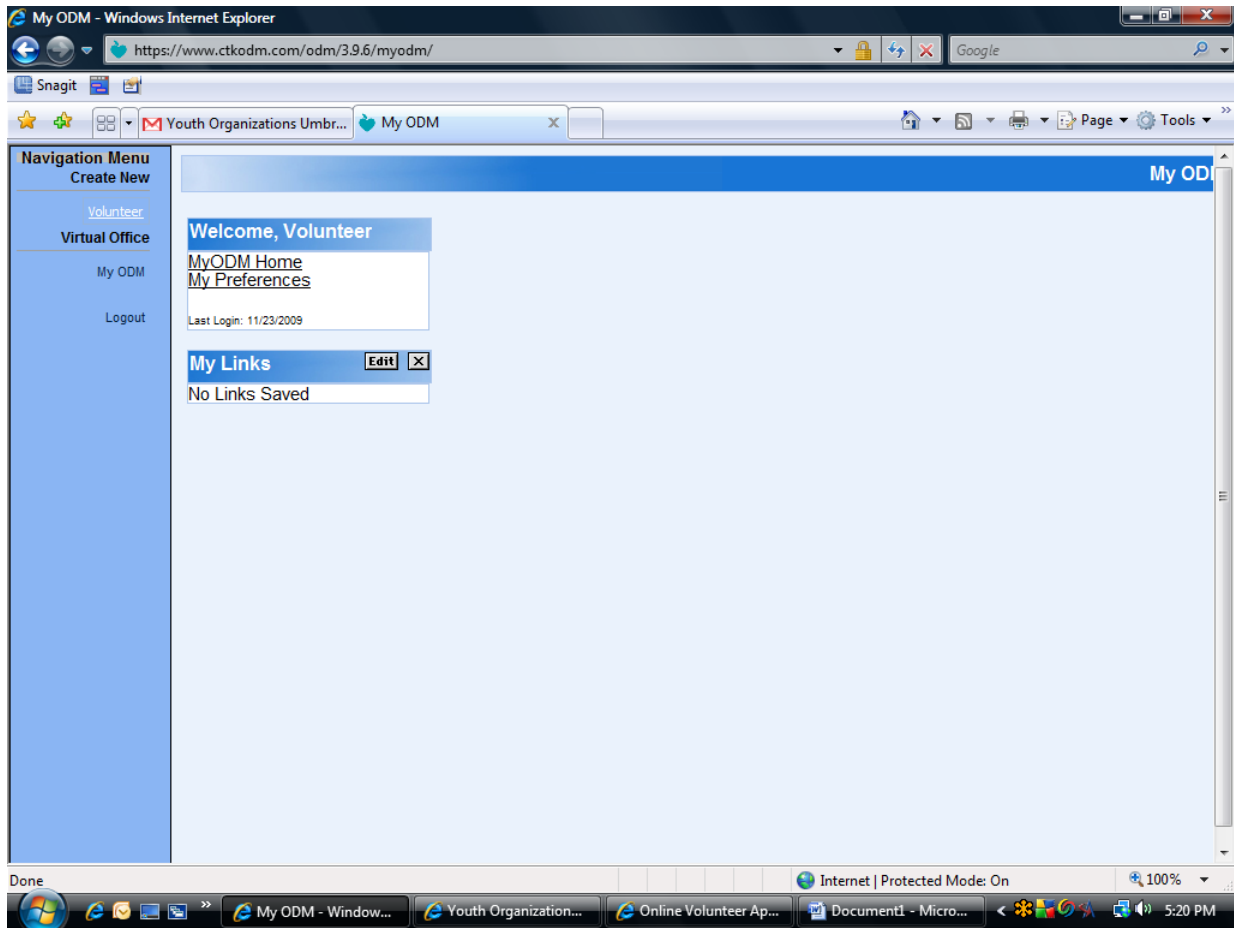 My ODM - Windows Internet Explorer
https://www.ctkodm.com/odm/3.9.6/myodm/
Google
Snagit
Youth Organizations Umbr...
My ODM
Page
Tools
Navigation Menu
Create New
Volunteer
Virtual Office
My ODM
Logout
My OD
Welcome, Volunteer
MyODM Home
My Preferences
Last Login: 11/23/2009
My Links
Edit
No Links Saved
Done
Internet | Protected Mode: On
100%
My ODM - Window...
Youth Organization...
Online Volunteer Ap...
Document1 - Micro...
5:20 PM